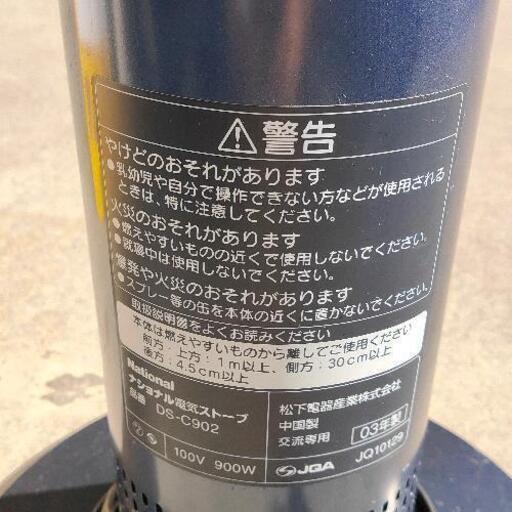 ⚠警告
やけどのおそれがあります
●乳幼児や自分で操作できない方などが使用される
ときは、特に注意してください。
火災のおそれがあります
●燃えやすいものの近くで使用しないでください。
●就寝中は使用しないでください。
爆発や火災のおそれがあります
●スプレー等の缶を本体の近くに置かないでください。
取扱説明書をよくお読みください
本体は燃えやすいものから離してご使用ください
前方・上方:1m以上、側方:30cm以上
後方:4.5cm以上
National
ナショナル電気ストーブ
品番 DS-C902
100V 900W
松下電器産業株式会社
中国製
交流専用 03年製
JQA JQ10129